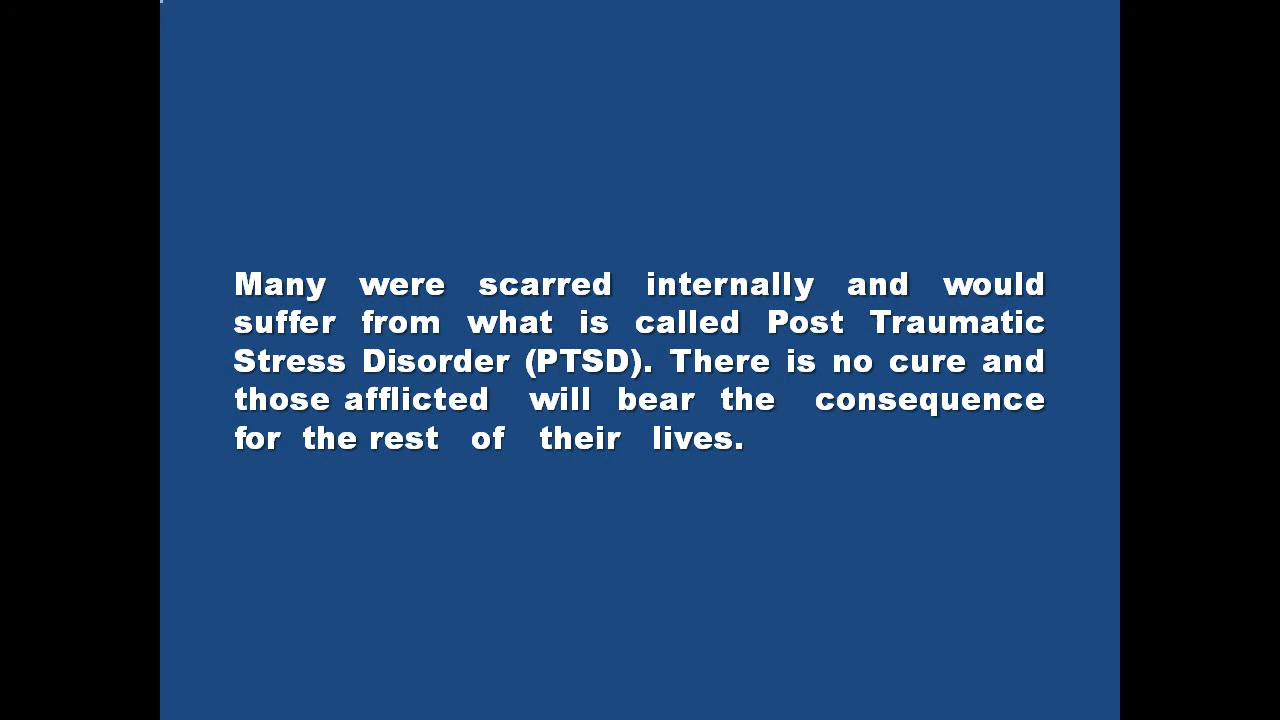 Many were scarred internally and would
suffer from what is called Post Traumatic
Stress Disorder (PTSD). There is no cure and
those afflicted will bear the consequence
for the rest of their lives.